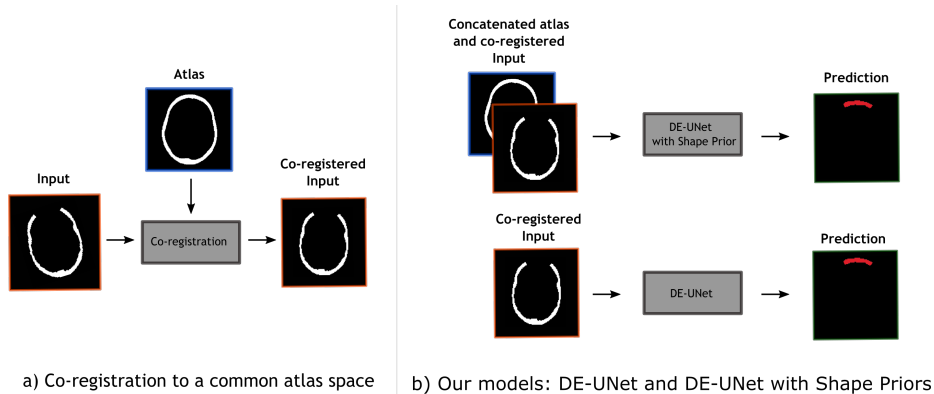 Atlas
Input
Co-registration
Co-registered
Input
a) Co-registration to a common atlas space
Concatenated atlas
and co-registered
Input
DE-UNet
with Shape Prior
Prediction
Co-registered
Input
DE-UNet
Prediction
b) Our models: DE-UNet and DE-UNet with Shape Priors